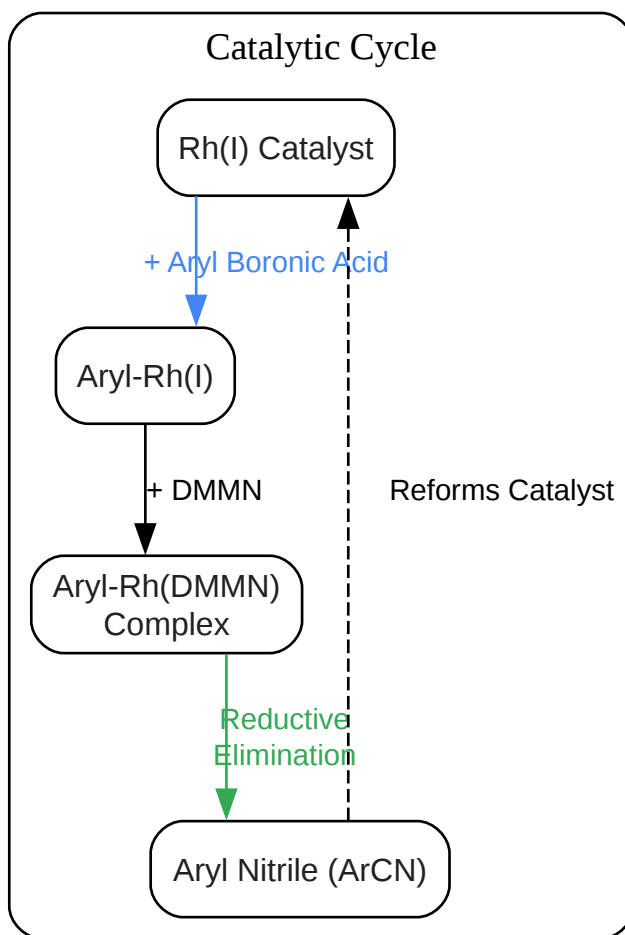 Catalytic Cycle
Rh(I) Catalyst
+ Aryl Boronic Acid
Aryl-Rh(I)
+ DMMN
Reforms Catalyst
Aryl-Rh(DMMN)
Complex
Reductive
Elimination
Aryl Nitrile (ArCN)